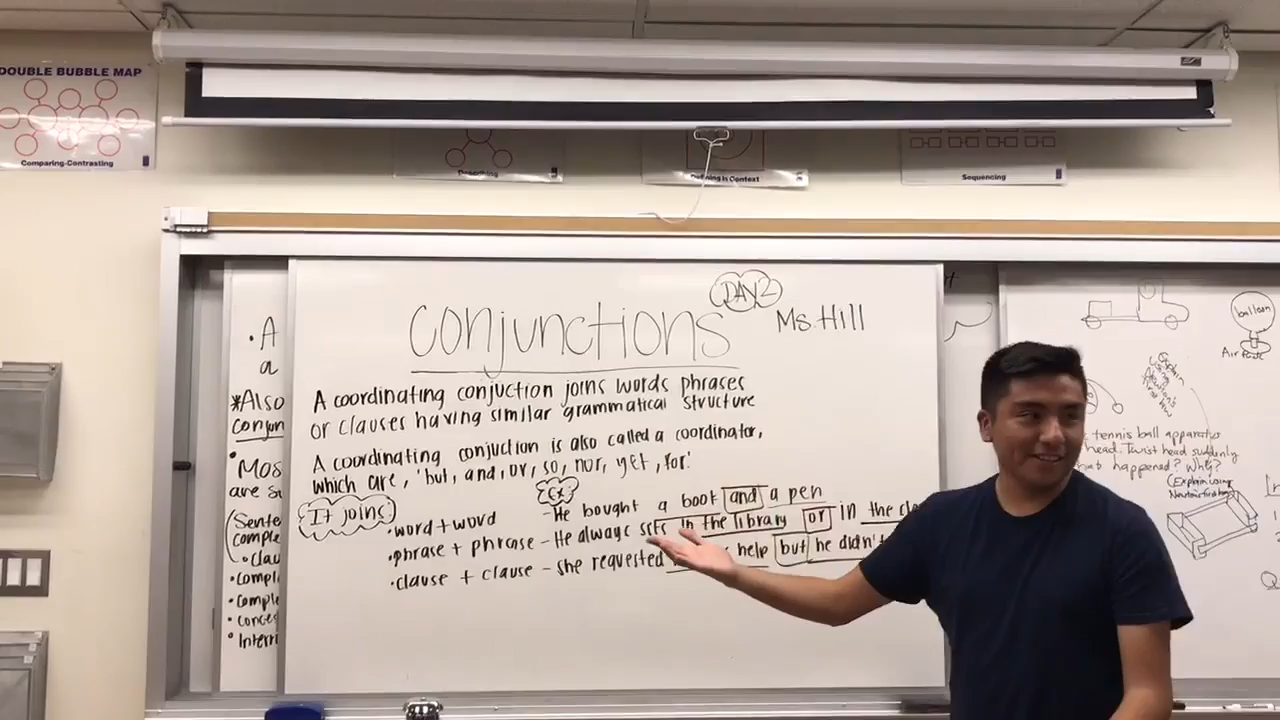 DOUBLE BUBBLE MAP
Comparing-Contrasting
Describing
Defining in Context
Sequencing
DAY 2
Conjunctions
Ms. Hill
A coordinating conjuction joins words phrases
or clauses having similar grammatical structure
A coordinating conjuction is also called a coordinator,
which are, 'but, and, or, so, nor, yet, for.'
It joins
Ex
•word + word - He bought a book and a pen
•phrase + phrase - He always sits in the library or in the
•clause + clause - she requested help but he didn't
• A
a
*Also
conjun
•Mos
are su
(Sente
comple
•Clau
•compl
•comple
•conce
•Interr
balloon
tennis ball apparatus
head. Twist head suddenly
happened? Why?
(Explain using
Q